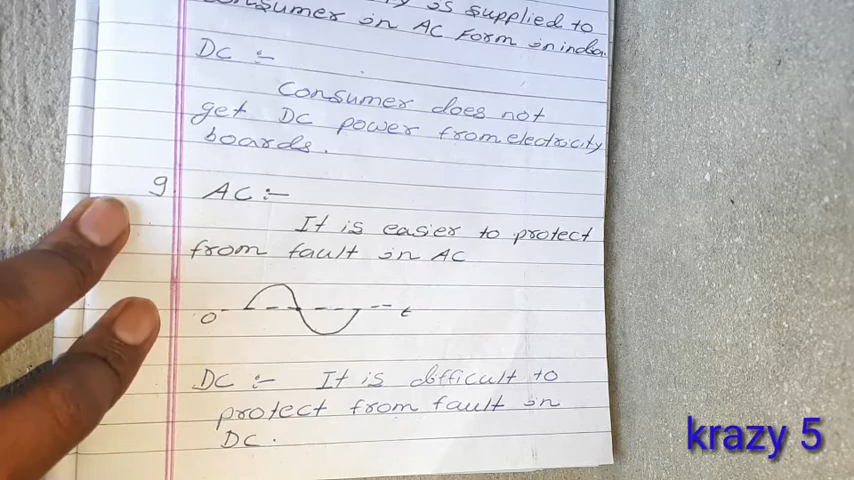 is supplied to
consumer in AC Form in india.
DC :-
Consumer does not
get DC power from electricity
boards.
9. AC :-
It is easier to protect
from fault in AC
0 t
DC :- It is difficult to
protect from fault in
DC.
krazy 5